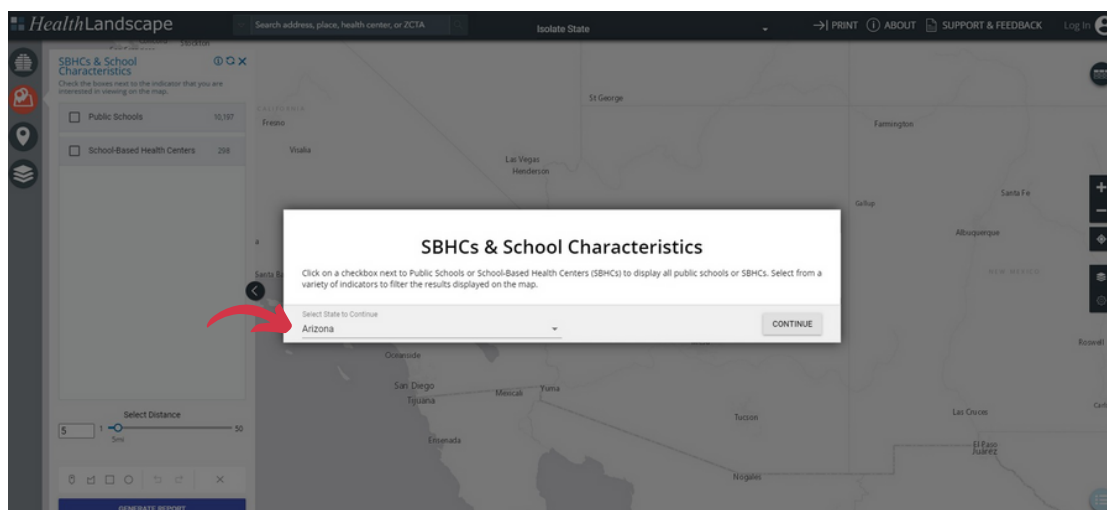 HealthLandscape
Search address, place, health center, or ZCTA
Isolate State
PRINT
ABOUT
SUPPORT & FEEDBACK
Log In
Stockton
SBHCs & School
Characteristics
Check the boxes next to the indicator that you are
interested in viewing on the map.
Public Schools 10,197
School-Based Health Centers 298
CALIFORNIA
Fresno
Visalia
St George
Las Vegas
Henderson
Farmington
Gallup
Santa Fe
Albuquerque
NEW MEXICO
Santa
SBHCs & School Characteristics
Click on a checkbox next to Public Schools or School-Based Health Centers (SBHCs) to display all public schools or SBHCs. Select from a
variety of indicators to filter the results displayed on the map.
Select State to Continue
Arizona
CONTINUE
Roswell
Oceanside
San Diego
Tijuana
Mexicali
Yuma
Tucson
Las Cruces
El Paso
Juárez
Ensenada
Nogales
Select Distance
5
1
50
5mi
GENERATE REPORT